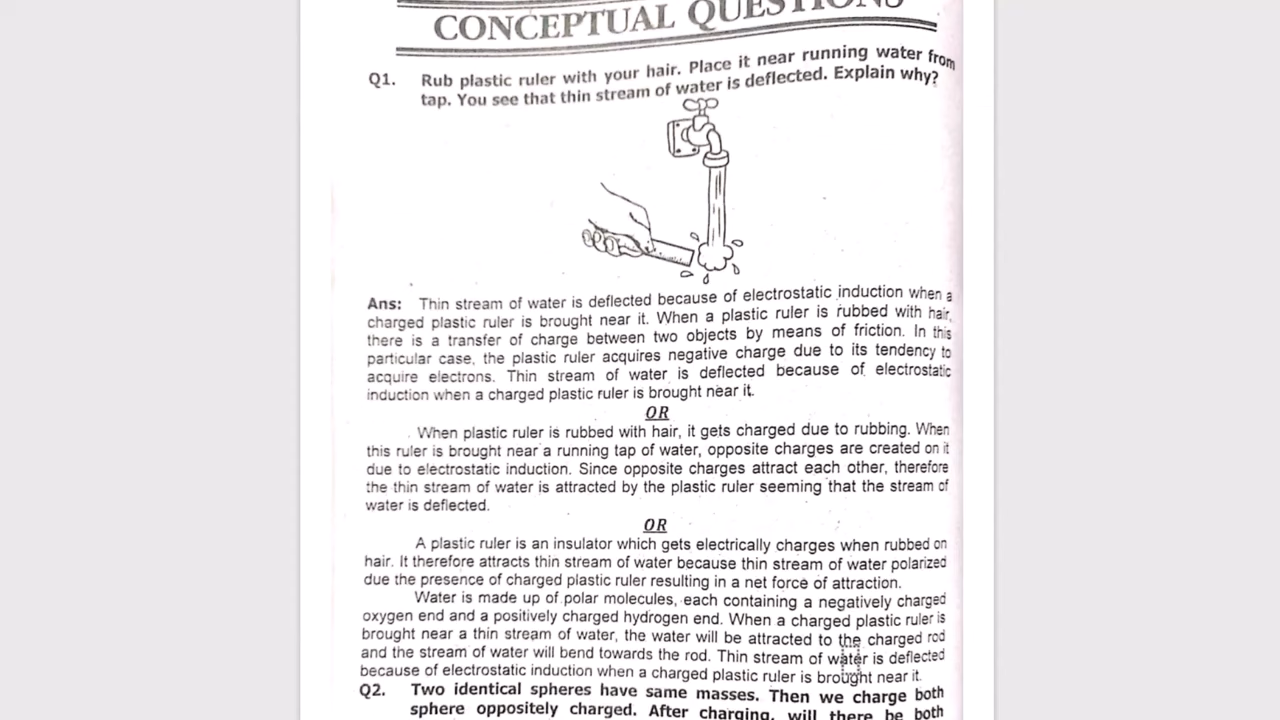 CONCEPTUAL QUESTIONS
Q1. Rub plastic ruler with your hair. Place it near running water from
tap. You see that thin stream of water is deflected. Explain why?
Ans: Thin stream of water is deflected because of electrostatic induction when a
charged plastic ruler is brought near it. When a plastic ruler is rubbed with hair,
there is a transfer of charge between two objects by means of friction. In this
particular case, the plastic ruler acquires negative charge due to its tendency to
acquire electrons. Thin stream of water is deflected because of electrostatic
induction when a charged plastic ruler is brought near it.
OR
When plastic ruler is rubbed with hair, it gets charged due to rubbing. When
this ruler is brought near a running tap of water, opposite charges are created on it
due to electrostatic induction. Since opposite charges attract each other, therefore
the thin stream of water is attracted by the plastic ruler seeming that the stream of
water is deflected.
OR
A plastic ruler is an insulator which gets electrically charges when rubbed on
hair. It therefore attracts thin stream of water because thin stream of water polarized
due the presence of charged plastic ruler resulting in a net force of attraction.
Water is made up of polar molecules, each containing a negatively charged
oxygen end and a positively charged hydrogen end. When a charged plastic ruler is
brought near a thin stream of water, the water will be attracted to the charged rod
and the stream of water will bend towards the rod. Thin stream of water is deflected
because of electrostatic induction when a charged plastic ruler is brought near it.
Q2. Two identical spheres have same masses. Then we charge both
sphere oppositely charged. After charging, will there be both